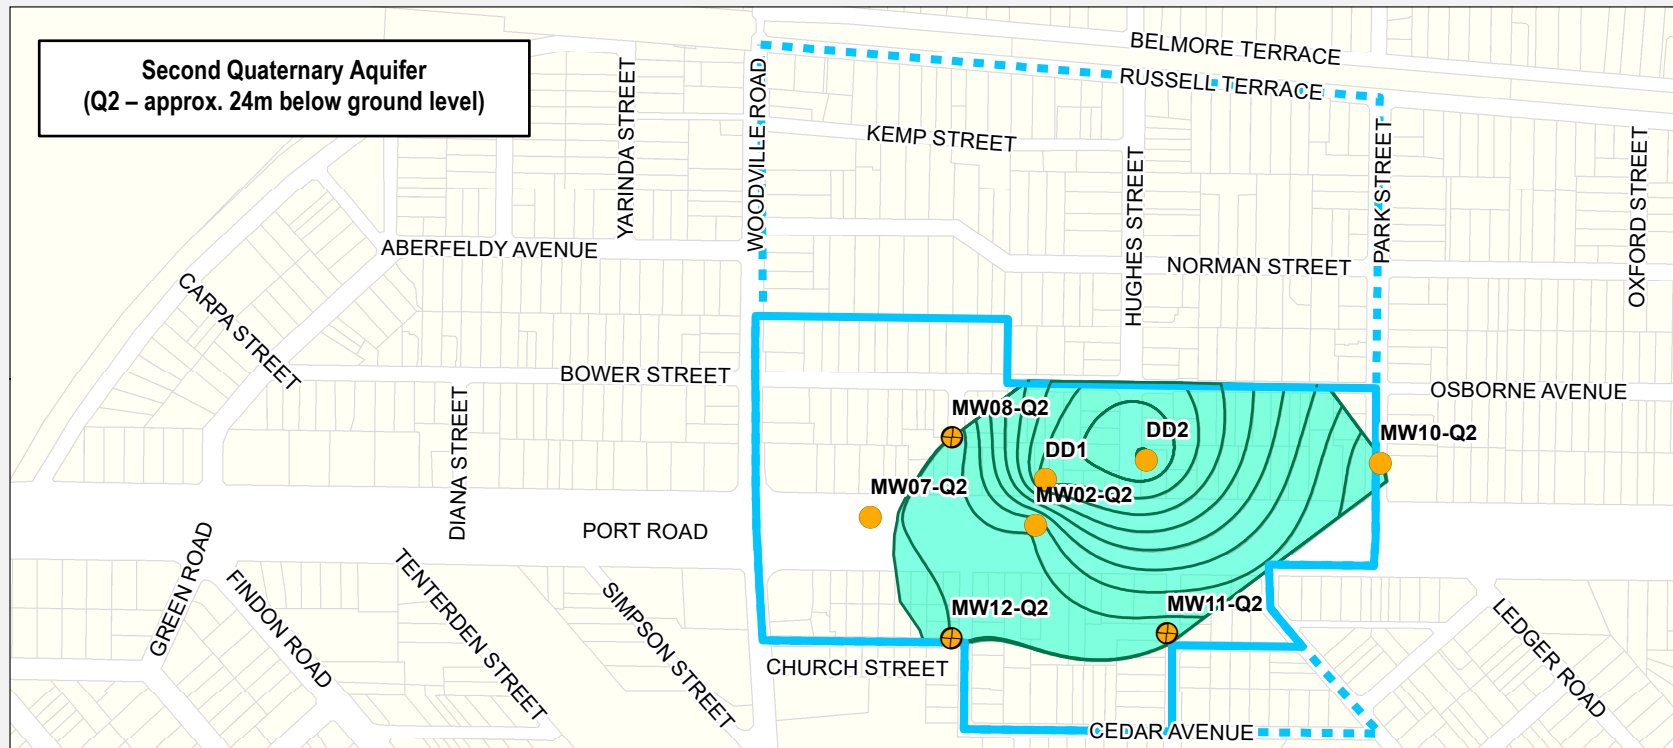 Second Quaternary Aquifer
(Q2 – approx. 24m below ground level)
BELMORE TERRACE
RUSSELL TERRACE
KEMP STREET
YARINDA STREET
WOODVILLE ROAD
HUGHES STREET
PARK STREET
OXFORD STREET
ABERFELDY AVENUE
NORMAN STREET
CARPA STREET
BOWER STREET
OSBORNE AVENUE
DIANA STREET
MW08-Q2
DD2
MW10-Q2
DD1
MW07-Q2
MW02-Q2
PORT ROAD
GREEN ROAD
FINDON ROAD
TENTERDEN STREET
SIMPSON STREET
MW12-Q2
MW11-Q2
LEDGER ROAD
CHURCH STREET
CEDAR AVENUE